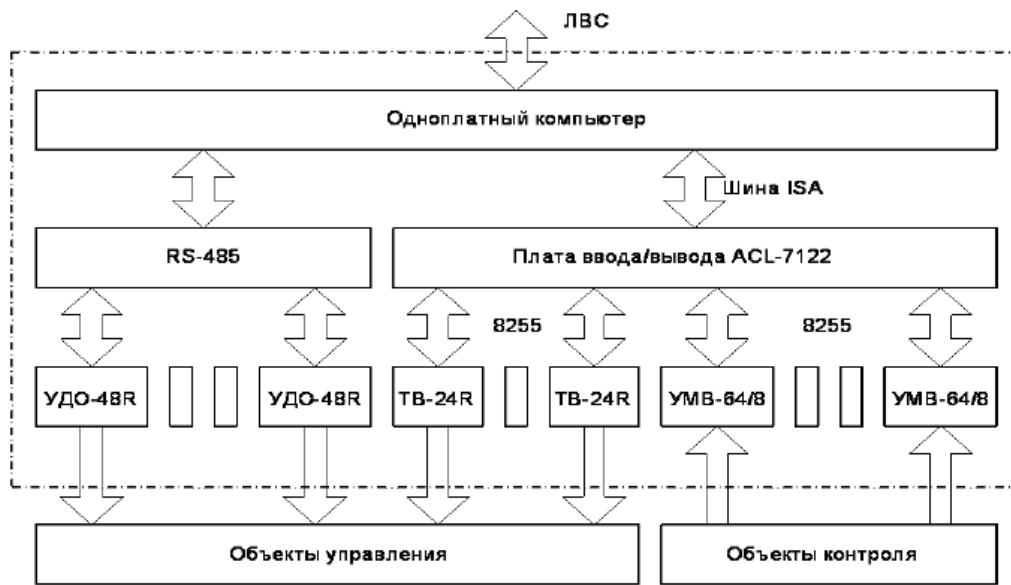 ЛВС
Одноплатный компьютер
Шина ISA
RS-485
Плата ввода/вывода ACL-7122
8255
8255
УДО-48R
УДО-48R
ТВ-24R
ТВ-24R
УМВ-64/8
УМВ-64/8
Объекты управления
Объекты контроля